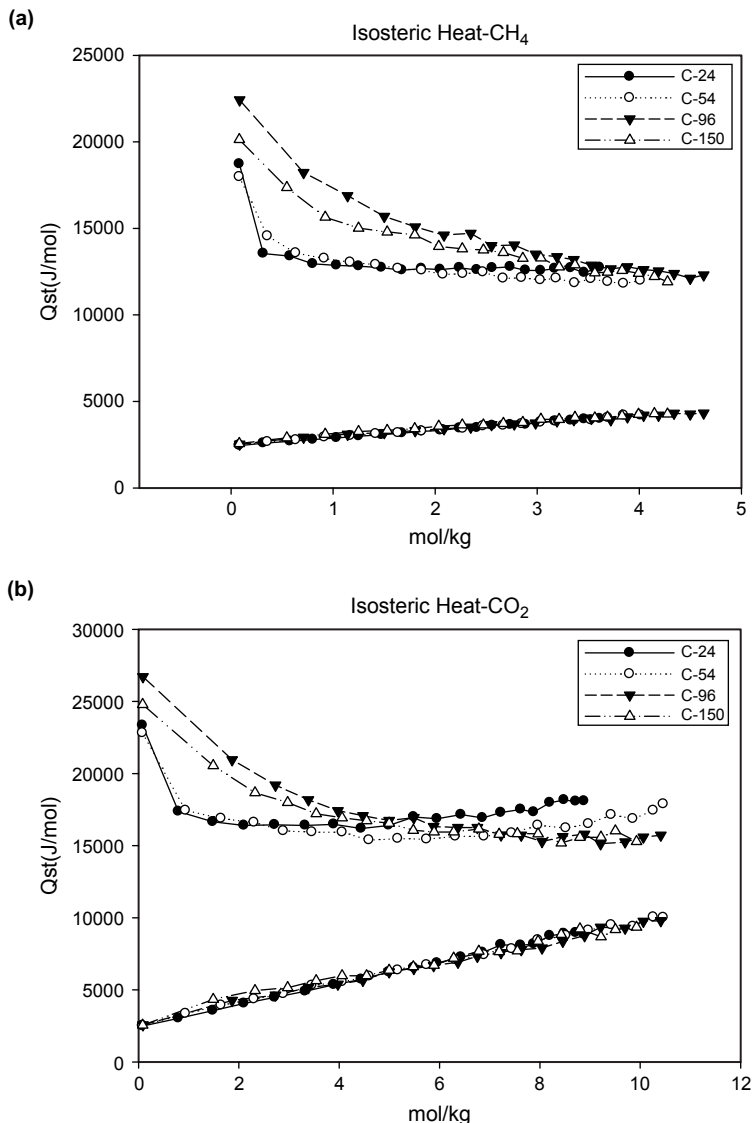 (a)
Isosteric Heat-CH₄
25000
20000
15000
10000
5000
0
Qst(J/mol)
C-24
C-54
C-96
C-150
0 1 2 3 4 5
mol/kg
(b)
Isosteric Heat-CO₂
30000
25000
20000
15000
10000
5000
0
Qst(J/mol)
C-24
C-54
C-96
C-150
0 2 4 6 8 10 12
mol/kg